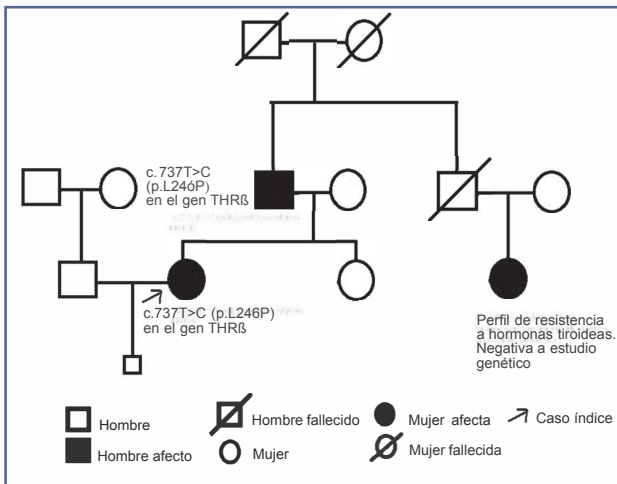 c.737T>C
(p.L24óP)
en el gen THRß
c.737T>C (p.L246P)
en el gen THRß
Perfil de resistencia
a hormonas tiroideas.
Negativa a estudio
genético
Hombre
Hombre fallecido
Mujer afecta
Caso índice
Hombre afecto
Mujer
Mujer fallecida